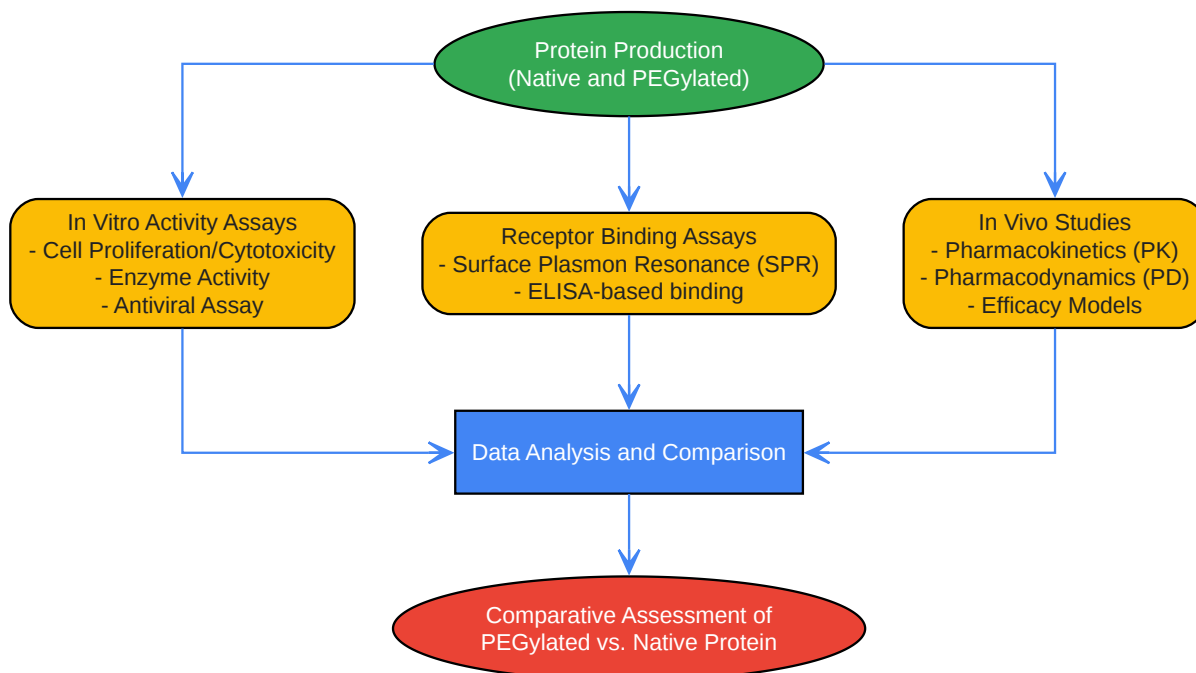 Protein Production
(Native and PEGylated)
In Vitro Activity Assays
- Cell Proliferation/Cytotoxicity
- Enzyme Activity
- Antiviral Assay
Receptor Binding Assays
- Surface Plasmon Resonance (SPR)
- ELISA-based binding
In Vivo Studies
- Pharmacokinetics (PK)
- Pharmacodynamics (PD)
- Efficacy Models
Data Analysis and Comparison
Comparative Assessment of
PEGylated vs. Native Protein